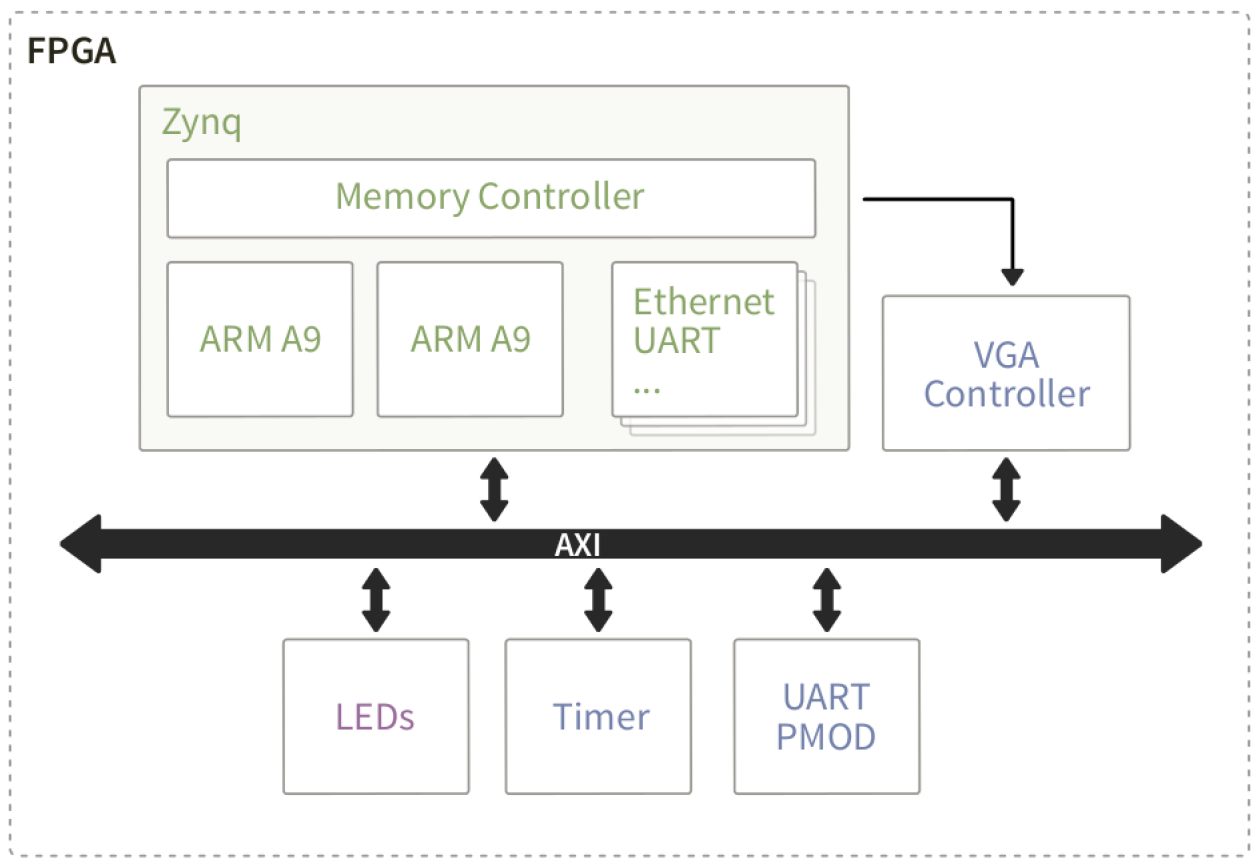 FPGA
Zynq
Memory Controller
ARM A9
ARM A9
Ethernet
UART
...
VGA
Controller
AXI
LEDs
Timer
UART
PMOD